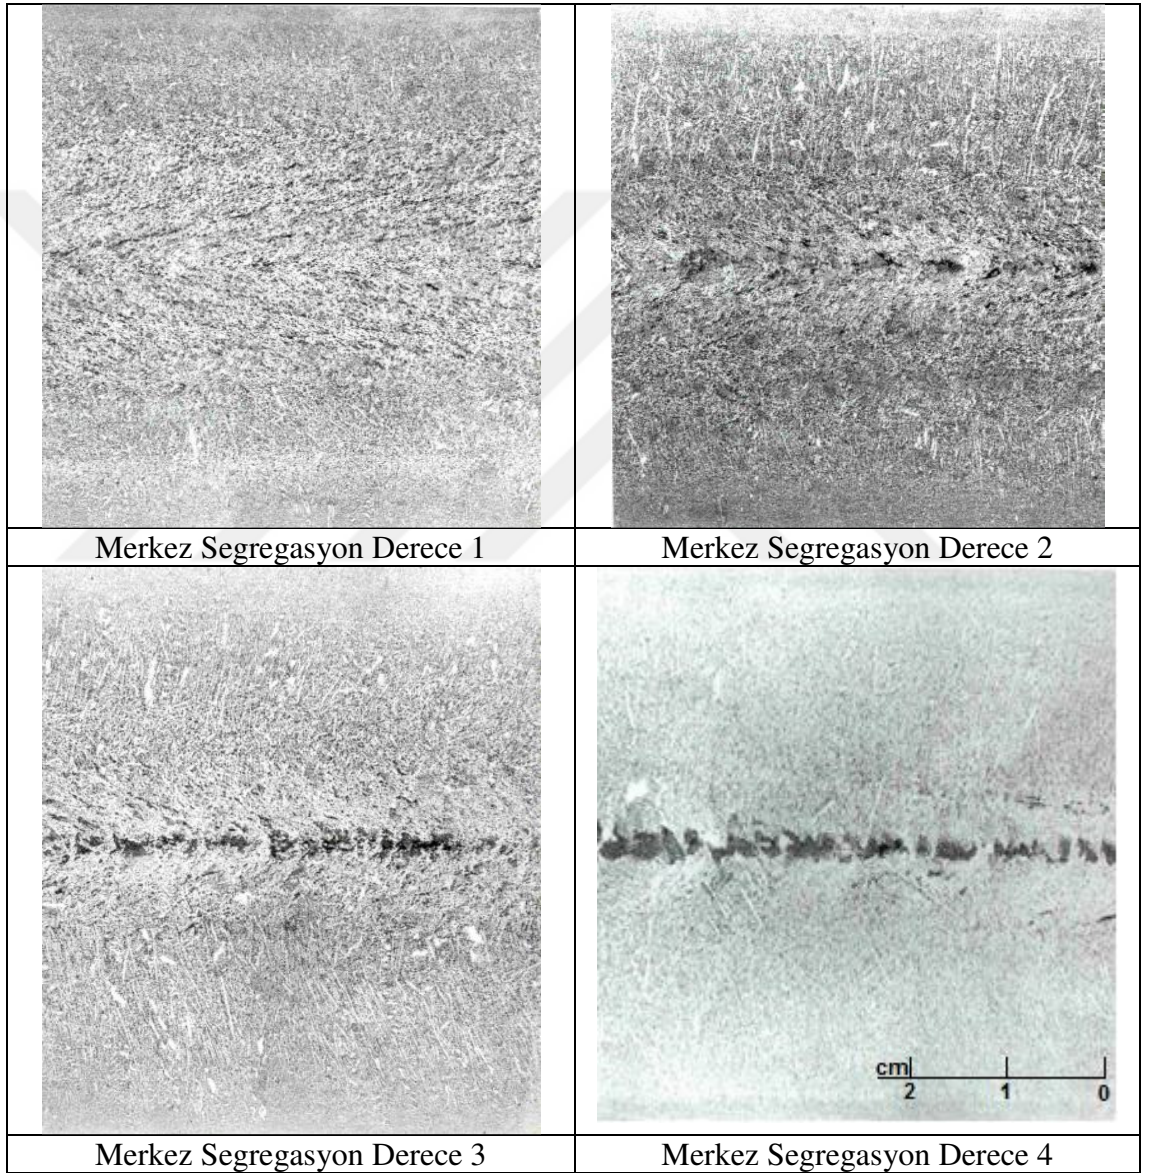 Merkez Segregasyon Derece 1
Merkez Segregasyon Derece 2
cm
2 1 0
Merkez Segregasyon Derece 3
Merkez Segregasyon Derece 4